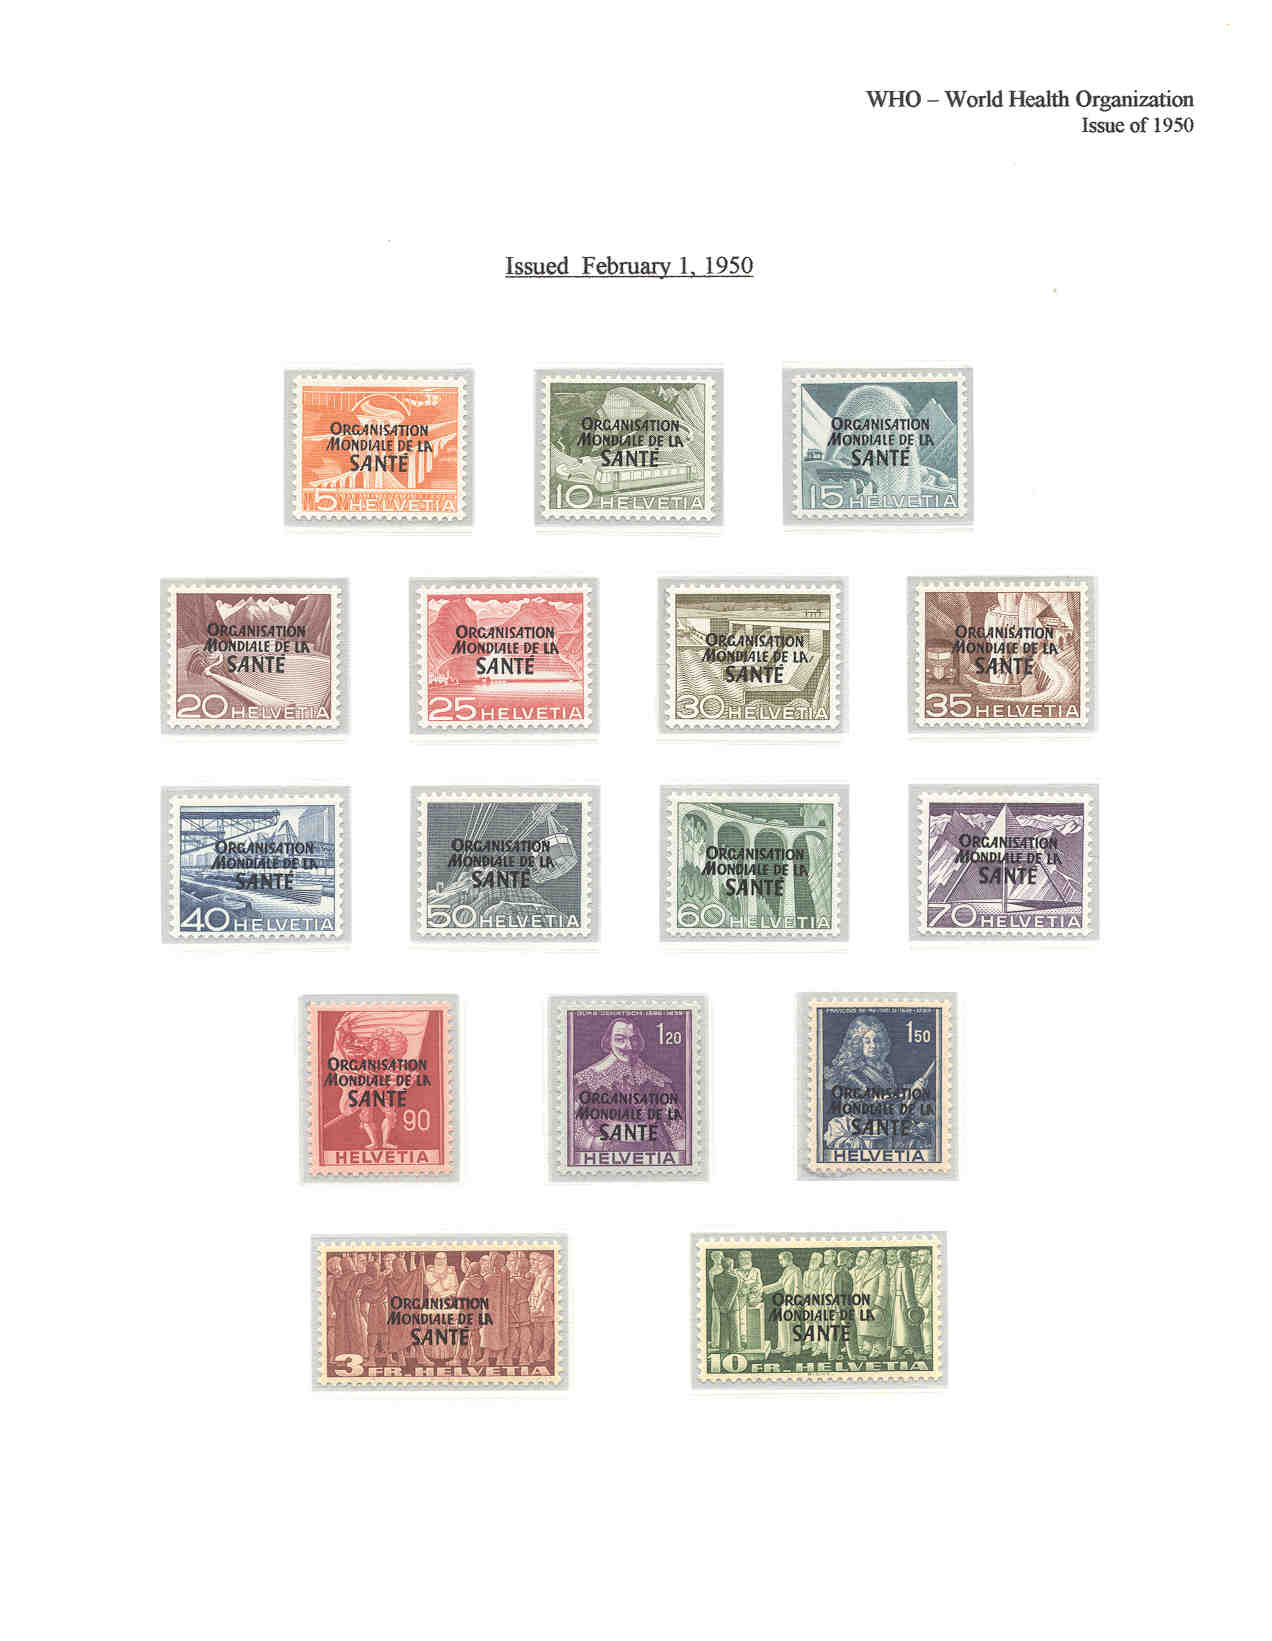 WHO – World Health Organization
Issue of 1950
Issued February 1, 1950
ORGANISATION
MONDIALE DE LA
SANTÉ
5 HELVETIA
ORGANISATION
MONDIALE DE LA
SANTÉ
10 HELVETIA
ORGANISATION
MONDIALE DE LA
SANTÉ
15 HELVETIA
ORGANISATION
MONDIALE DE LA
SANTÉ
20 HELVETIA
ORGANISATION
MONDIALE DE LA
SANTÉ
25 HELVETIA
ORGANISATION
MONDIALE DE LA
SANTÉ
30 HELVETIA
ORGANISATION
MONDIALE DE LA
SANTÉ
35 HELVETIA
ORGANISATION
MONDIALE DE LA
SANTÉ
40 HELVETIA
ORGANISATION
MONDIALE DE LA
SANTÉ
50 HELVETIA
ORGANISATION
MONDIALE DE LA
SANTÉ
60 HELVETIA
ORGANISATION
MONDIALE DE LA
SANTÉ
70 HELVETIA
ORGANISATION
MONDIALE DE LA
SANTÉ
90
HELVETIA
120
ORGANISATION
MONDIALE DE LA
SANTÉ
HELVETIA
150
ORGANISATION
MONDIALE DE LA
SANTÉ
HELVETIA
ORGANISATION
MONDIALE DE LA
SANTÉ
3 FR. HELVETIA
ORGANISATION
MONDIALE DE LA
SANTÉ
10 FR. HELVETIA